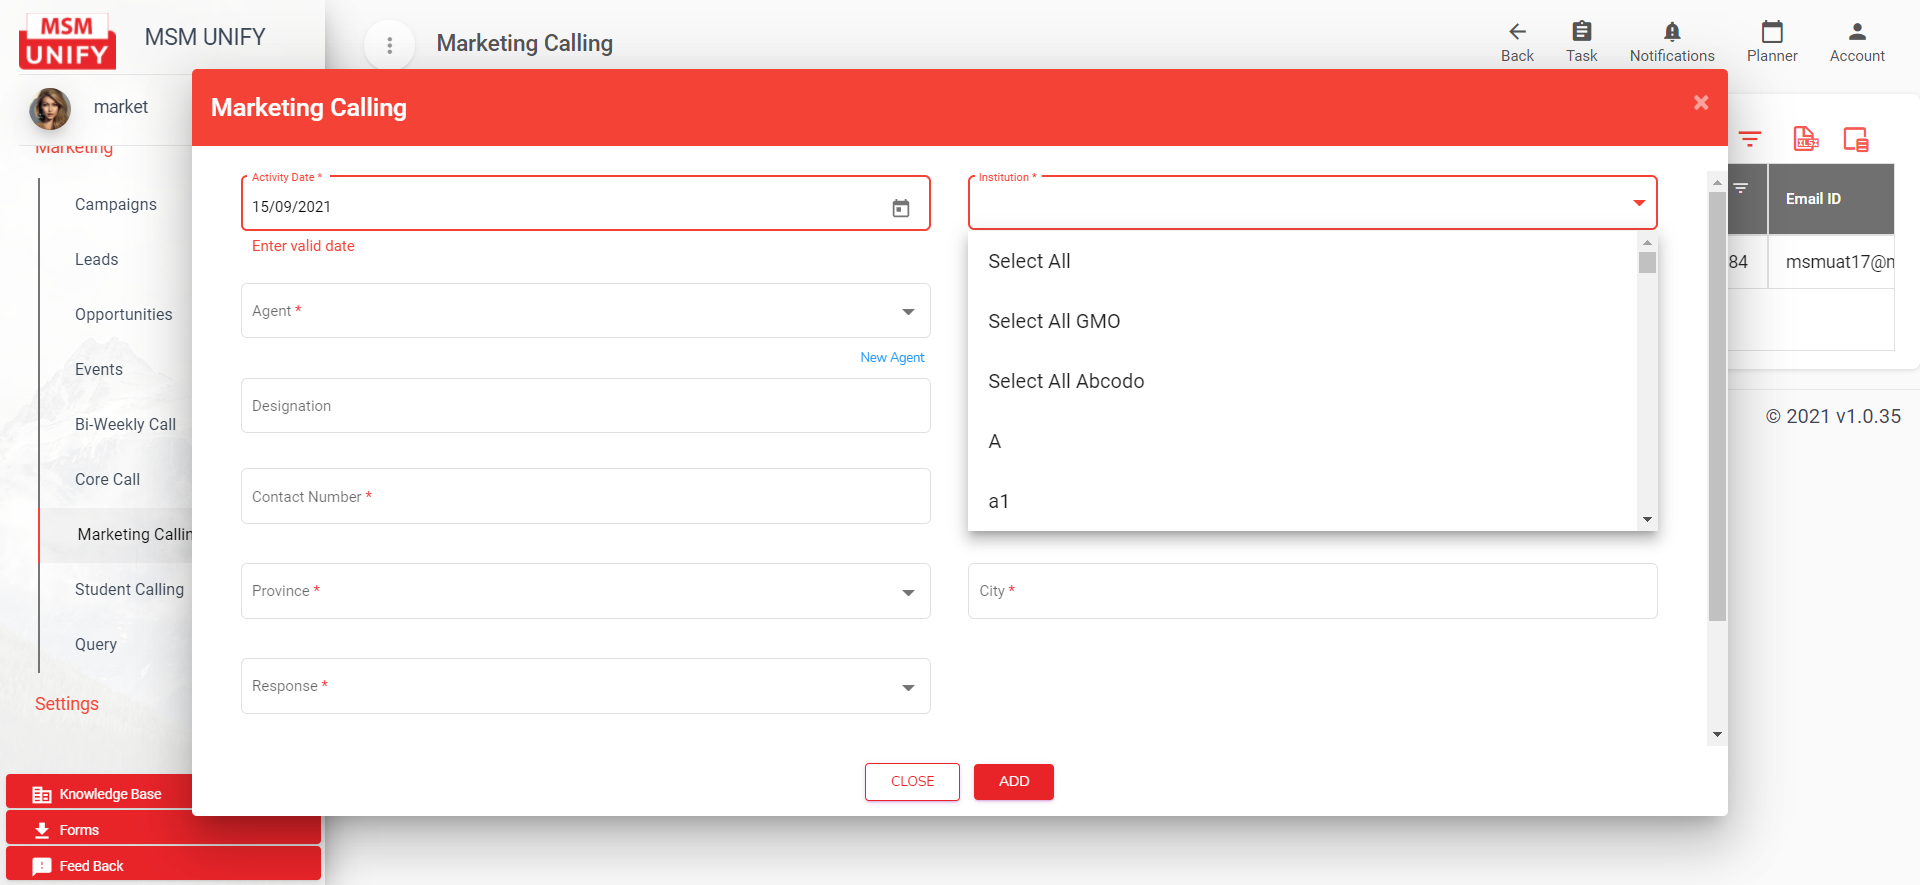 MSM
UNIFY
MSM UNIFY
Marketing Calling
Back
Task
Notifications
Planner
Account
market
Marketing
Campaigns
Leads
Opportunities
Events
Bi-Weekly Call
Core Call
Marketing Callin
Student Calling
Query
Settings
Knowledge Base
Forms
Feed Back
Marketing Calling
×
Activity Date *
15/09/2021
Enter valid date
Institution *
Select All
Select All GMO
Select All Abcodo
A
a1
Agent *
New Agent
Designation
Contact Number *
Province *
City *
Response *
CLOSE
ADD
XLSX
Email ID
84
msmuat17@m
© 2021 v1.0.35